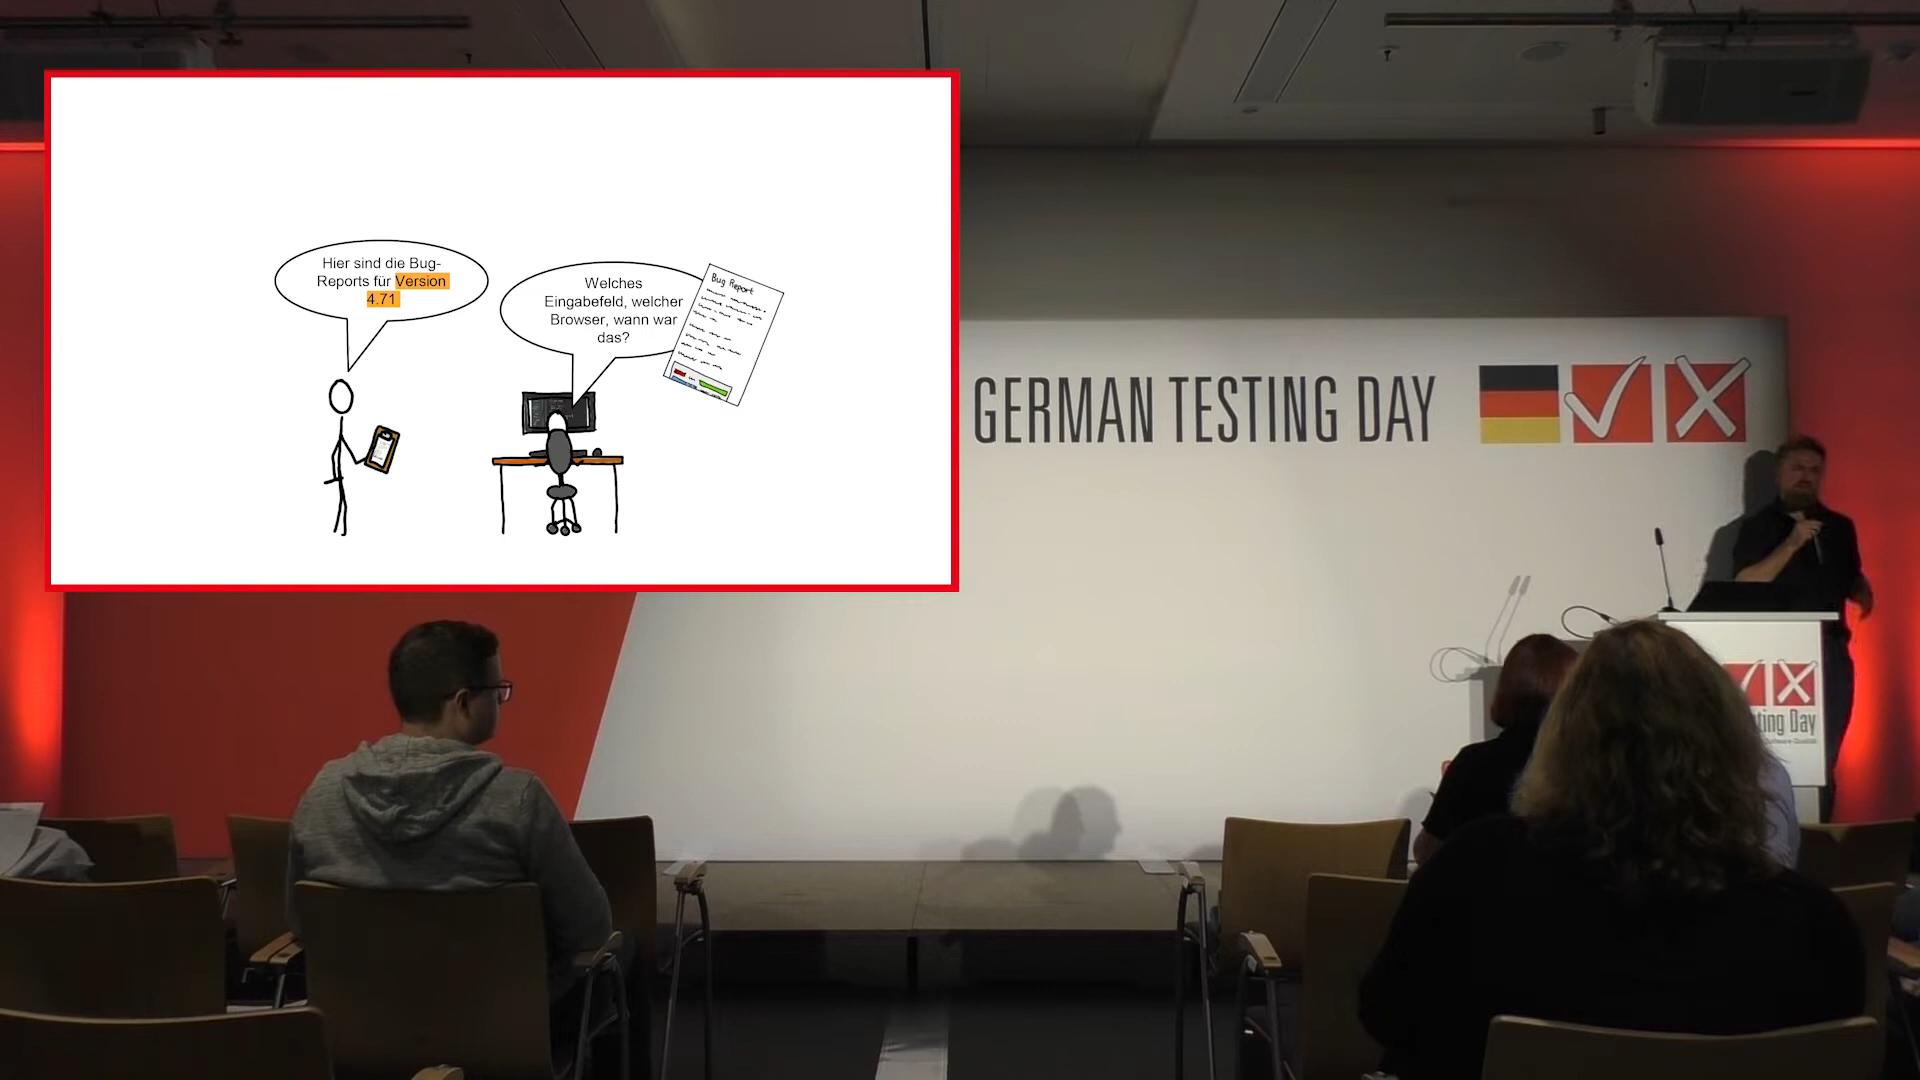 Hier sind die Bug-
Reports für Version
4.71
Welches
Eingabefeld, welcher
Browser, wann war
das?
Bug Report
GERMAN TESTING DAY
ting Day